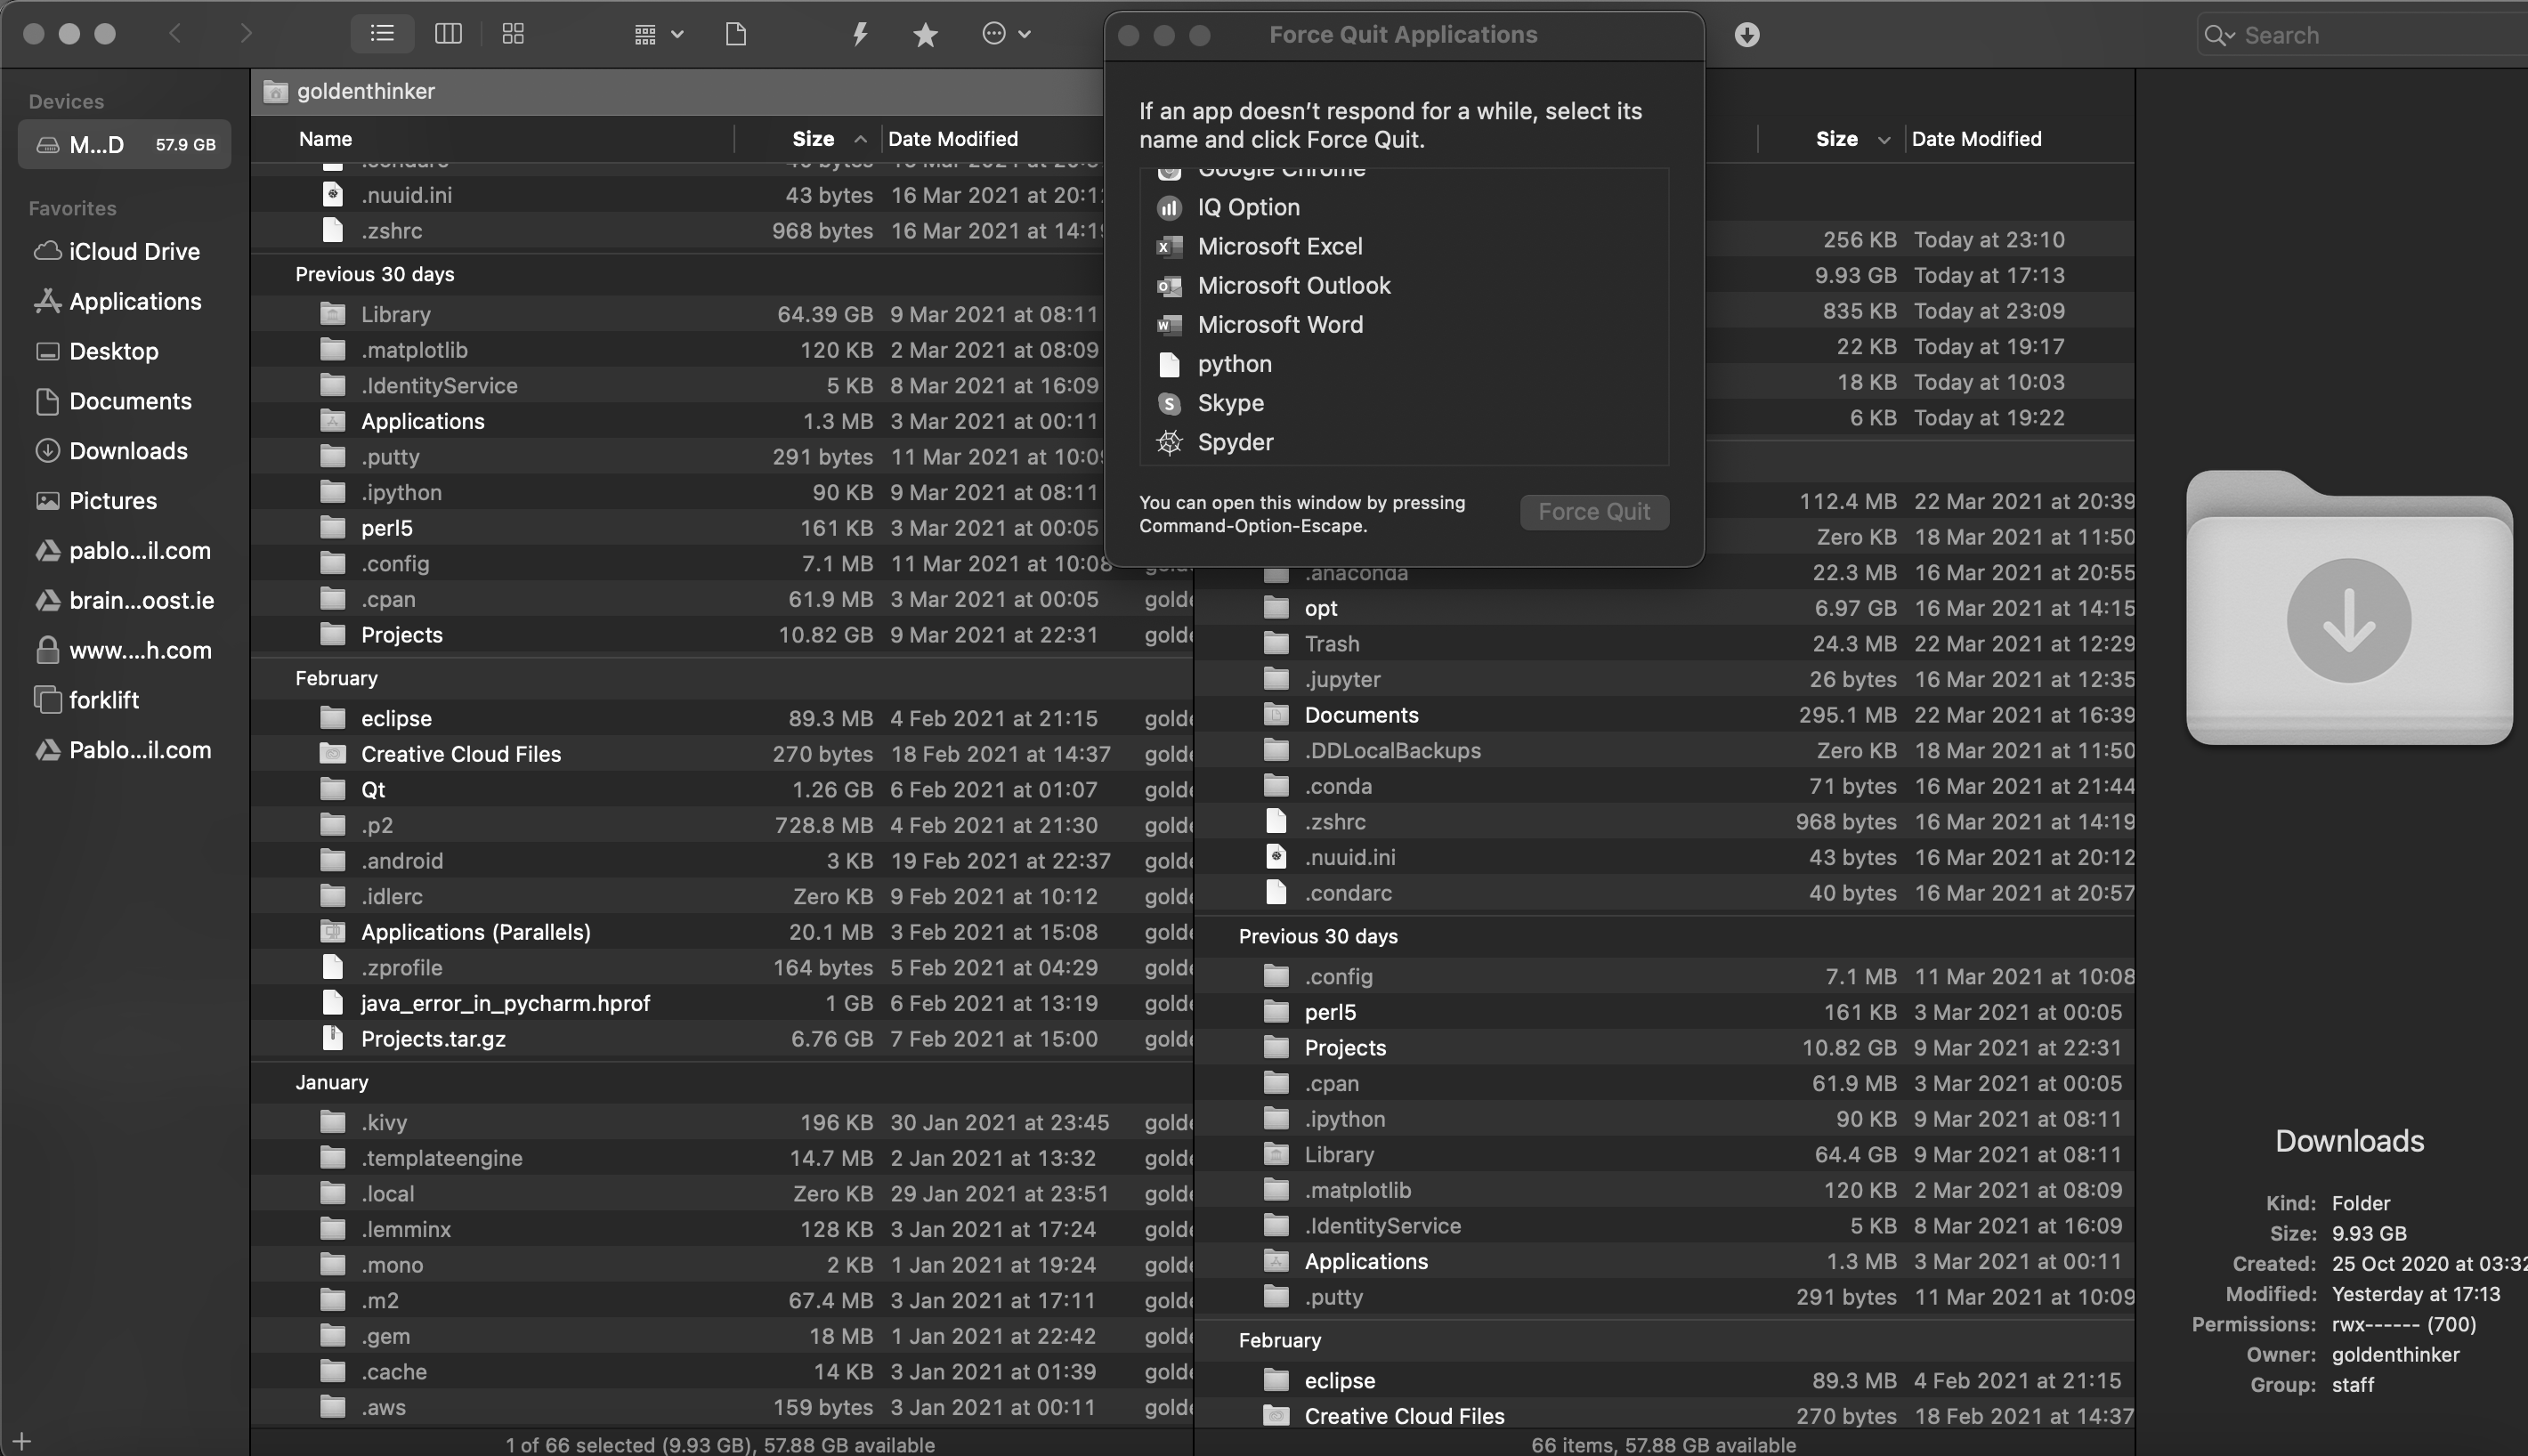 Force Quit Applications
Search
Devices
M...D 57.9 GB
Favorites
iCloud Drive
Applications
Desktop
Documents
Downloads
Pictures
pablo...il.com
brain...oost.ie
www....h.com
forklift
Pablo...il.com
goldenthinker
Name Size Date Modified
.nuuid.ini 43 bytes 16 Mar 2021 at 20:1
.zshrc 968 bytes 16 Mar 2021 at 14:1
Previous 30 days
Library 64.39 GB 9 Mar 2021 at 08:11
.matplotlib 120 KB 2 Mar 2021 at 08:09
.IdentityService 5 KB 8 Mar 2021 at 16:09
Applications 1.3 MB 3 Mar 2021 at 00:11
.putty 291 bytes 11 Mar 2021 at 10:0
.ipython 90 KB 9 Mar 2021 at 08:11
perl5 161 KB 3 Mar 2021 at 00:05
.config 7.1 MB 11 Mar 2021 at 10:08
.cpan 61.9 MB 3 Mar 2021 at 00:05 gold
Projects 10.82 GB 9 Mar 2021 at 22:31 gold
February
eclipse 89.3 MB 4 Feb 2021 at 21:15 gold
Creative Cloud Files 270 bytes 18 Feb 2021 at 14:37 gold
Qt 1.26 GB 6 Feb 2021 at 01:07 gold
.p2 728.8 MB 4 Feb 2021 at 21:30 gold
.android 3 KB 19 Feb 2021 at 22:37 gold
.idlerc Zero KB 9 Feb 2021 at 10:12 gold
Applications (Parallels) 20.1 MB 3 Feb 2021 at 15:08 gold
.zprofile 164 bytes 5 Feb 2021 at 04:29 gold
java_error_in_pycharm.hprof 1 GB 6 Feb 2021 at 13:19 gold
Projects.tar.gz 6.76 GB 7 Feb 2021 at 15:00 gold
January
.kivy 196 KB 30 Jan 2021 at 23:45 gold
.templateengine 14.7 MB 2 Jan 2021 at 13:32 gold
.local Zero KB 29 Jan 2021 at 23:51 gold
.lemminx 128 KB 3 Jan 2021 at 17:24 gold
.mono 2 KB 1 Jan 2021 at 19:24 gold
.m2 67.4 MB 3 Jan 2021 at 17:11 gold
.gem 18 MB 1 Jan 2021 at 22:42 gold
.cache 14 KB 3 Jan 2021 at 01:39 gold
.aws 159 bytes 3 Jan 2021 at 00:11 gold
1 of 66 selected (9.93 GB), 57.88 GB available
If an app doesn’t respond for a while, select its
name and click Force Quit.
Google Chrome
IQ Option
Microsoft Excel
Microsoft Outlook
Microsoft Word
python
Skype
Spyder
You can open this window by pressing
Command-Option-Escape.
Force Quit
Size Date Modified
256 KB Today at 23:10
9.93 GB Today at 17:13
835 KB Today at 23:09
22 KB Today at 19:17
18 KB Today at 10:03
6 KB Today at 19:22
112.4 MB 22 Mar 2021 at 20:39
Zero KB 18 Mar 2021 at 11:50
.anaconda 22.3 MB 16 Mar 2021 at 20:55
opt 6.97 GB 16 Mar 2021 at 14:15
Trash 24.3 MB 22 Mar 2021 at 12:29
.jupyter 26 bytes 16 Mar 2021 at 12:35
Documents 295.1 MB 22 Mar 2021 at 16:39
.DDLocalBackups Zero KB 18 Mar 2021 at 11:50
.conda 71 bytes 16 Mar 2021 at 21:44
.zshrc 968 bytes 16 Mar 2021 at 14:19
.nuuid.ini 43 bytes 16 Mar 2021 at 20:12
.condarc 40 bytes 16 Mar 2021 at 20:57
Previous 30 days
.config 7.1 MB 11 Mar 2021 at 10:08
perl5 161 KB 3 Mar 2021 at 00:05
Projects 10.82 GB 9 Mar 2021 at 22:31
.cpan 61.9 MB 3 Mar 2021 at 00:05
.ipython 90 KB 9 Mar 2021 at 08:11
Library 64.4 GB 9 Mar 2021 at 08:11
.matplotlib 120 KB 2 Mar 2021 at 08:09
.IdentityService 5 KB 8 Mar 2021 at 16:09
Applications 1.3 MB 3 Mar 2021 at 00:11
.putty 291 bytes 11 Mar 2021 at 10:09
February
eclipse 89.3 MB 4 Feb 2021 at 21:15
Creative Cloud Files 270 bytes 18 Feb 2021 at 14:37
66 items, 57.88 GB available
Downloads
Kind: Folder
Size: 9.93 GB
Created: 25 Oct 2020 at 03:32
Modified: Yesterday at 17:13
Permissions: rwx------ (700)
Owner: goldenthinker
Group: staff